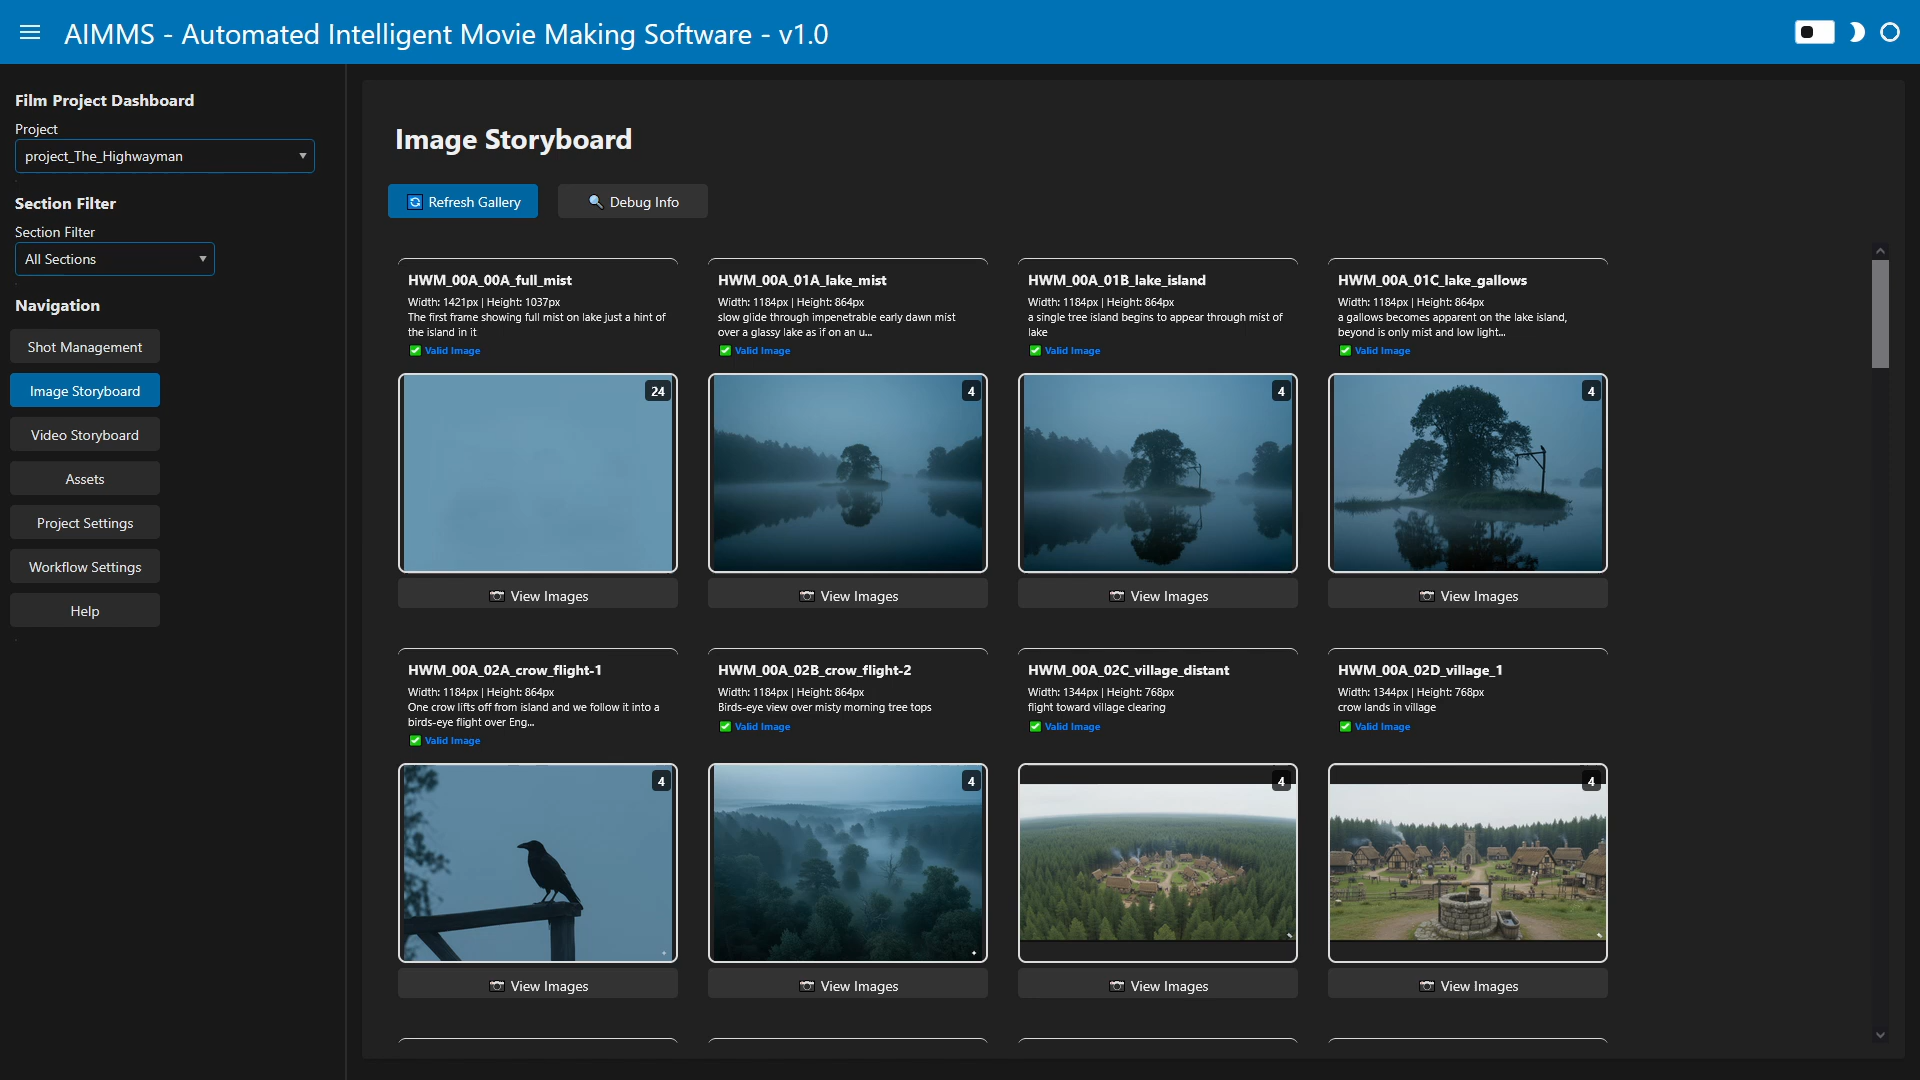 AIMMS - Automated Intelligent Movie Making Software - v1.0
Film Project Dashboard
Project
project_The_Highwayman
Section Filter
Section Filter
All Sections
Navigation
Shot Management
Image Storyboard
Video Storyboard
Assets
Project Settings
Workflow Settings
Help
Image Storyboard
Refresh Gallery
Debug Info
HWM_00A_00A_full_mist
Width: 1421px | Height: 1037px
The first frame showing full mist on lake just a hint of
the island in it
Valid Image
24
View Images
HWM_00A_01A_lake_mist
Width: 1184px | Height: 864px
slow glide through impenetrable early dawn mist
over a glassy lake as if on an u...
Valid Image
4
View Images
HWM_00A_01B_lake_island
Width: 1184px | Height: 864px
a single tree island begins to appear through mist of
lake
Valid Image
4
View Images
HWM_00A_01C_lake_gallows
Width: 1184px | Height: 864px
a gallows becomes apparent on the lake island,
beyond is only mist and low light...
Valid Image
4
View Images
HWM_00A_02A_crow_flight-1
Width: 1184px | Height: 864px
One crow lifts off from island and we follow it into a
birds-eye flight over Eng...
Valid Image
4
View Images
HWM_00A_02B_crow_flight-2
Width: 1184px | Height: 864px
Birds-eye view over misty morning tree tops
Valid Image
4
View Images
HWM_00A_02C_village_distant
Width: 1344px | Height: 768px
flight toward village clearing
Valid Image
4
View Images
HWM_00A_02D_village_1
Width: 1344px | Height: 768px
crow lands in village
Valid Image
4
View Images